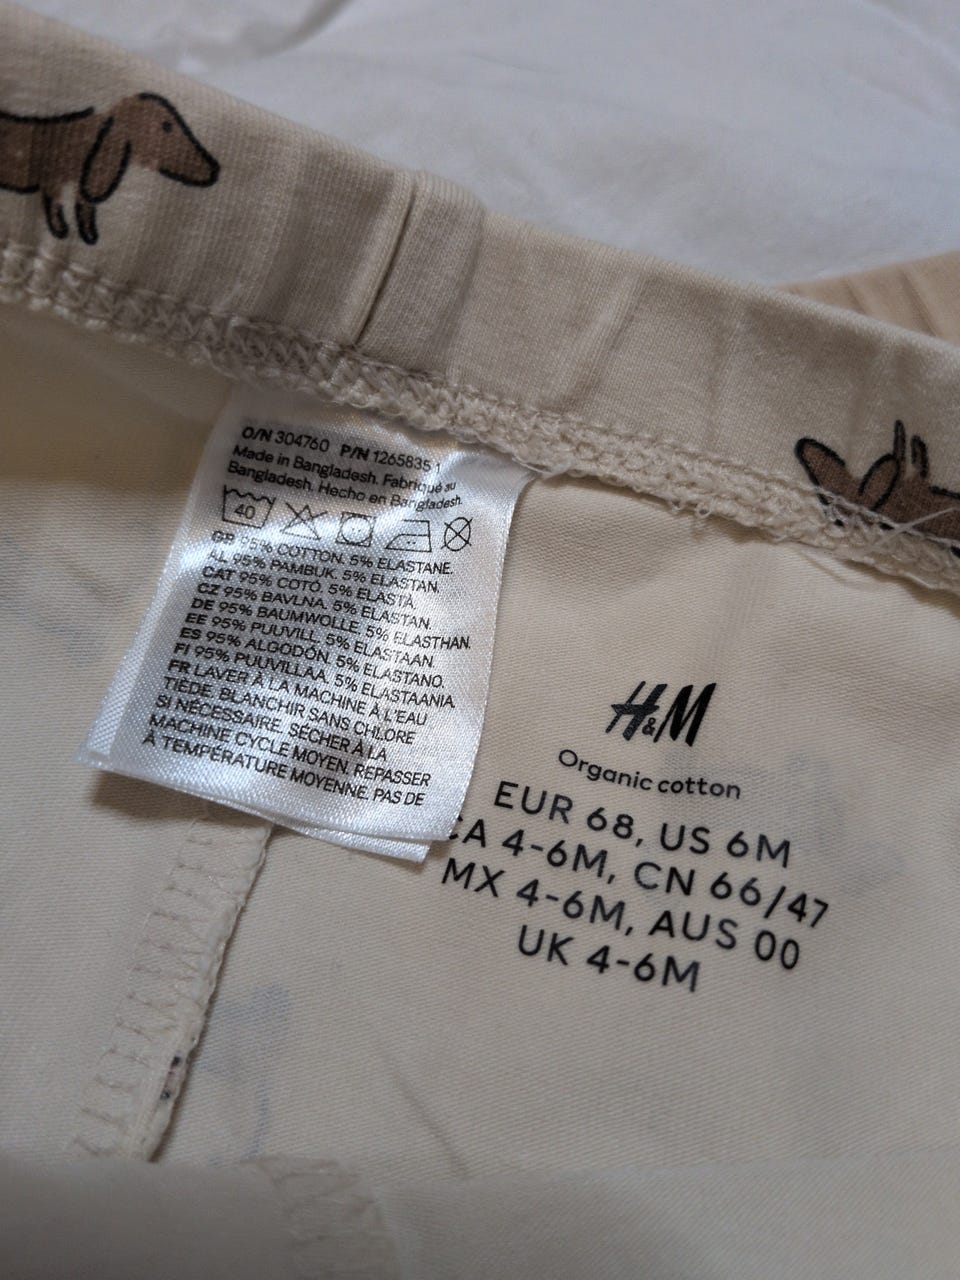 O/N 304760 P/N 1265835 1
Made in Bangladesh. Fabriqué au
Bangladesh. Hecho en Bangladesh.
40
GB 95% COTTON. 5% ELASTANE.
AL 95% PAMBUK. 5% ELASTAN.
CAT 95% COTÓ. 5% ELASTÀ.
CZ 95% BAVLNA. 5% ELASTAN.
DE 95% BAUMWOLLE. 5% ELASTHAN.
EE 95% PUUVILL. 5% ELASTAAN.
ES 95% ALGODÓN. 5% ELASTANO.
FI 95% PUUVILLAA. 5% ELASTAANIA.
FR LAVER À LA MACHINE À L'EAU
TIÈDE. BLANCHIR SANS CHLORE
SI NÉCESSAIRE. SÉCHER À LA
MACHINE CYCLE MOYEN. REPASSER
À TEMPÉRATURE MOYENNE. PAS DE
H&M
Organic cotton
EUR 68, US 6M
CA 4-6M, CN 66/47
MX 4-6M, AUS 00
UK 4-6M